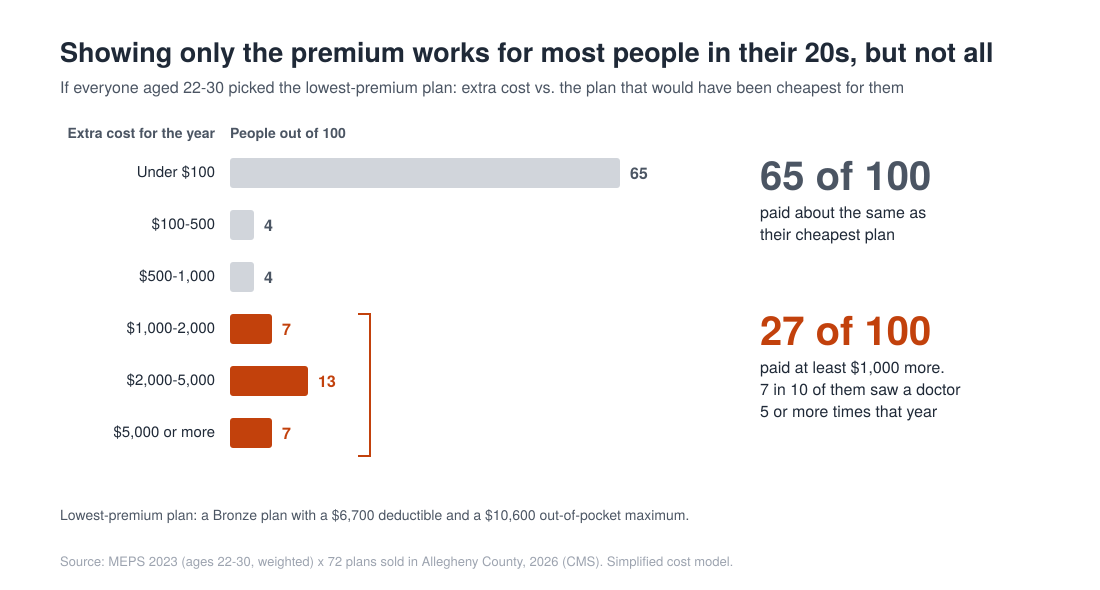 Showing only the premium works for most people in their 20s, but not all
If everyone aged 22-30 picked the lowest-premium plan: extra cost vs. the plan that would have been cheapest for them
Extra cost for the year People out of 100
Under $100 65
$100-500 4
$500-1,000 4
$1,000-2,000 7
$2,000-5,000 13
$5,000 or more 7
65 of 100
paid about the same as
their cheapest plan
27 of 100
paid at least $1,000 more.
7 in 10 of them saw a doctor
5 or more times that year
Lowest-premium plan: a Bronze plan with a $6,700 deductible and a $10,600 out-of-pocket maximum.
Source: MEPS 2023 (ages 22-30, weighted) x 72 plans sold in Allegheny County, 2026 (CMS). Simplified cost model.